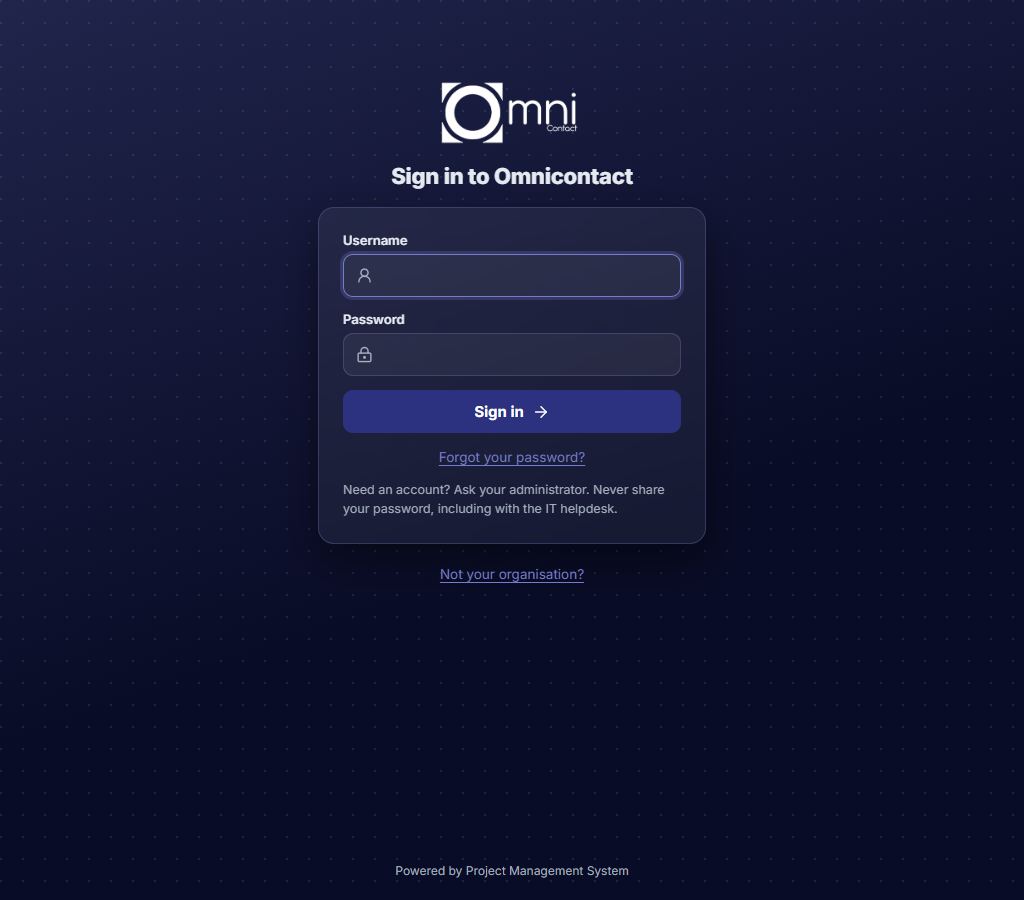 Omni
Contact
Sign in to Omnicontact
Username
Password
Sign in
Forgot your password?
Need an account? Ask your administrator. Never share
your password, including with the IT helpdesk.
Not your organisation?
Powered by Project Management System